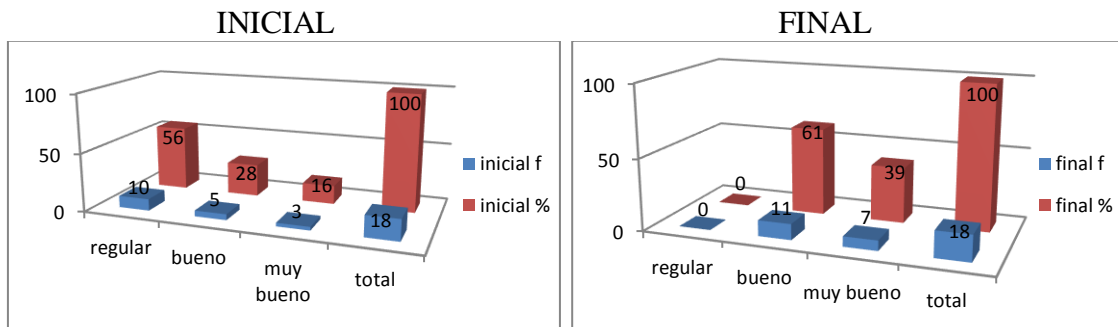 INICIAL
100
50
0
56
28
16
100
10
5
3
18
regular
bueno
muy
bueno
total
inicial f
inicial %
FINAL
100
50
0
0
61
39
100
0
11
7
18
regular
bueno
muy bueno
total
final f
final %